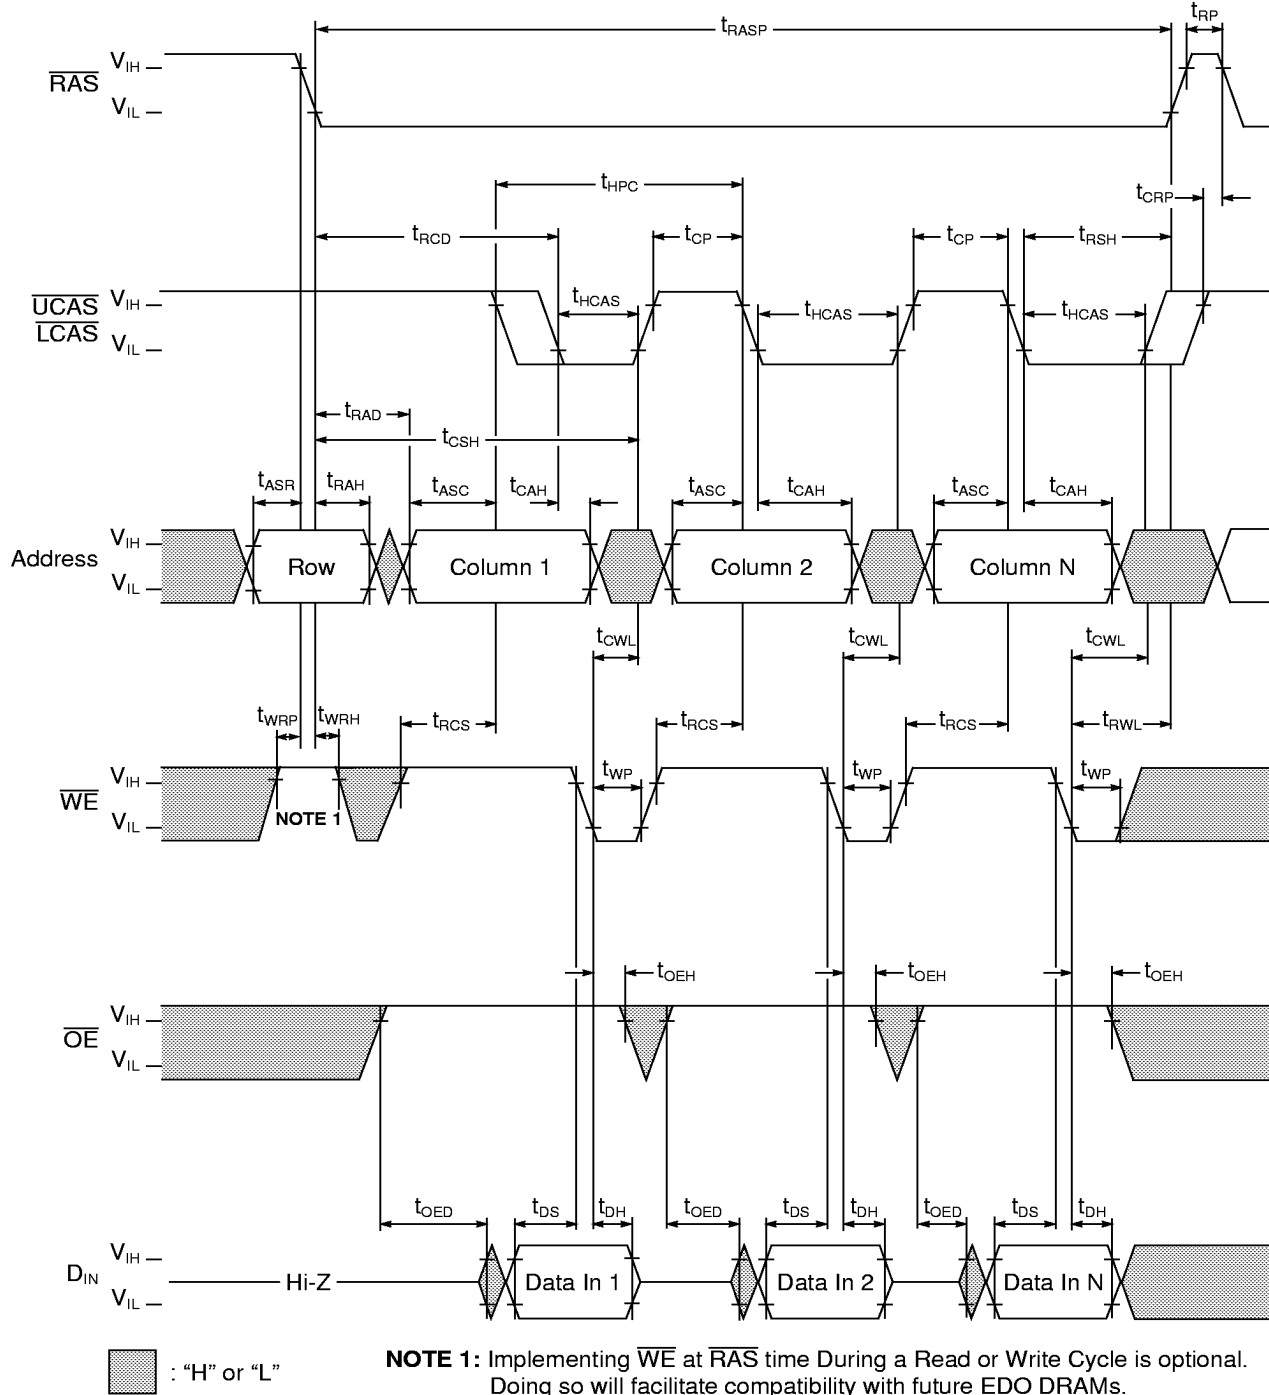 tRASP tRP
RAS VIH
VIL
tHPC tCRP
tRCD tCP tCP tRSH
UCAS LCAS VIH tHCAS tHCAS tHCAS
VIL
tRAD
tCSH
tASR tRAH tASC tCAH tASC tCAH tASC tCAH
Address VIH
VIL
Row Column 1 Column 2 Column N
tCWL tCWL tCWL
tWRP tWRH tRCS tRCS tRCS tRWL
WE VIH tWP tWP tWP
VIL NOTE 1
tOEH tOEH tOEH
OE VIH
VIL
tOED tDS tDH tOED tDS tDH tOED tDS tDH
DIN VIH
VIL
Hi-Z Data In 1 Data In 2 Data In N
: “H” or “L”
NOTE 1: Implementing WE at RAS time During a Read or Write Cycle is optional.
Doing so will facilitate compatibility with future EDO DRAMs.